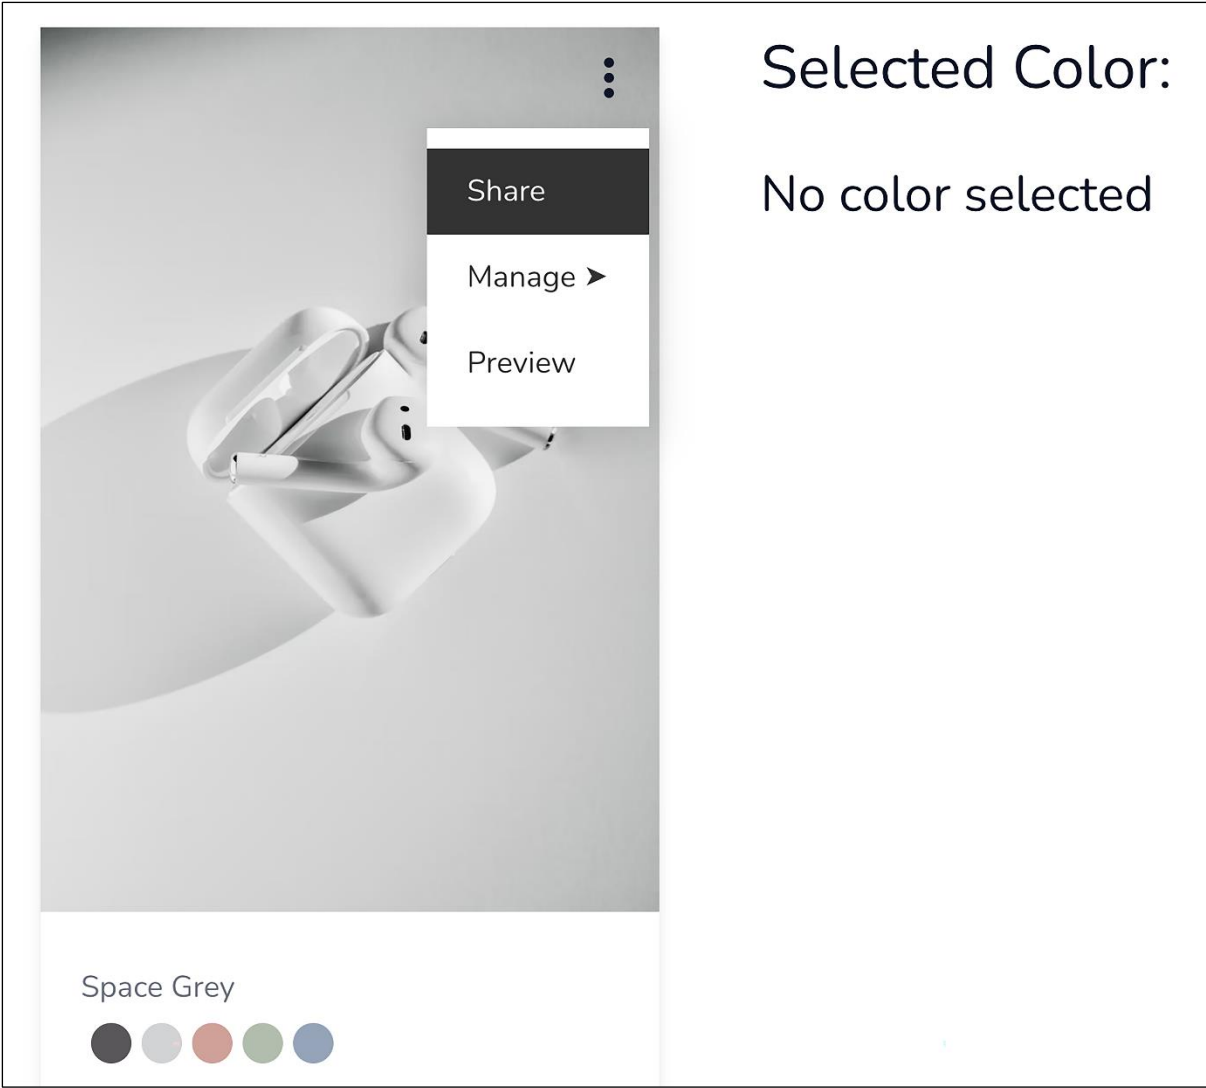 Selected Color:
No color selected
Share
Manage ➤
Preview
Space Grey